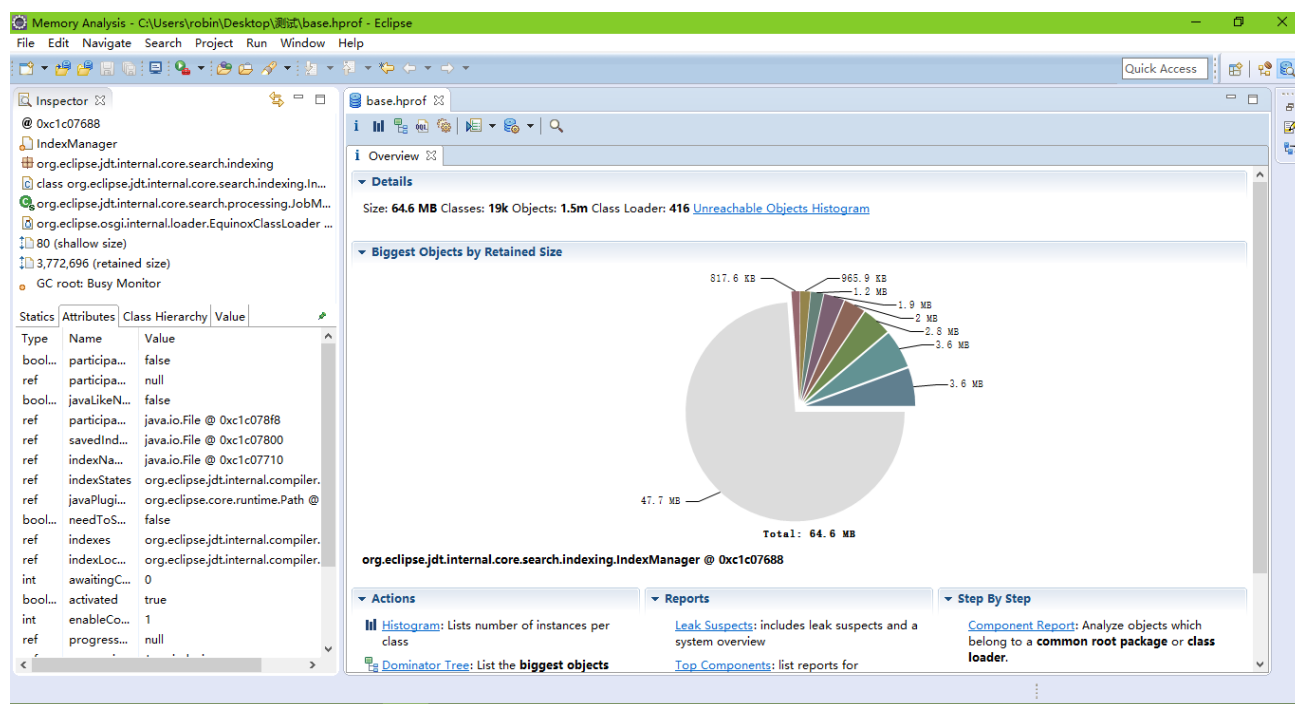 Memory Analysis - C:\Users\robin\Desktop\测试\base.hprof - Eclipse
File Edit Navigate Search Project Run Window Help
Quick Access
Inspector
@ 0xc1c07688
IndexManager
org.eclipse.jdt.internal.core.search.indexing
class org.eclipse.jdt.internal.core.search.indexing.In...
org.eclipse.jdt.internal.core.search.processing.JobM...
org.eclipse.osgi.internal.loader.EquinoxClassLoader ...
80 (shallow size)
3,772,696 (retained size)
GC root: Busy Monitor
Statics Attributes Class Hierarchy Value
Type Name Value
bool... participa... false
ref participa... null
bool... javaLikeN... false
ref participa... java.io.File @ 0xc1c078f8
ref savedInd... java.io.File @ 0xc1c07800
ref indexNa... java.io.File @ 0xc1c07710
ref indexStates org.eclipse.jdt.internal.compiler.
ref javaPlugi... org.eclipse.core.runtime.Path @
bool... needToS... false
ref indexes org.eclipse.jdt.internal.compiler.
ref indexLoc... org.eclipse.jdt.internal.compiler.
int awaitingC... 0
bool... activated true
int enableCo... 1
ref progress... null
base.hprof
Overview
Details
Size: 64.6 MB Classes: 19k Objects: 1.5m Class Loader: 416 Unreachable Objects Histogram
Biggest Objects by Retained Size
817.6 KB
965.9 KB
1.2 MB
1.9 MB
2 MB
2.8 MB
3.6 MB
3.6 MB
47.7 MB
Total: 64.6 MB
org.eclipse.jdt.internal.core.search.indexing.IndexManager @ 0xc1c07688
Actions
Histogram: Lists number of instances per
class
Dominator Tree: List the biggest objects
Reports
Leak Suspects: includes leak suspects and a
system overview
Top Components: list reports for
Step By Step
Component Report: Analyze objects which
belong to a common root package or class
loader.